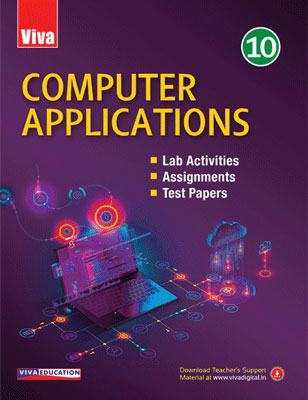 Viva
10
COMPUTER
APPLICATIONS
Lab Activities
Assignments
Test Papers
VIVA EDUCATION
Download Teacher's Support
Material at www.vivadigital.in